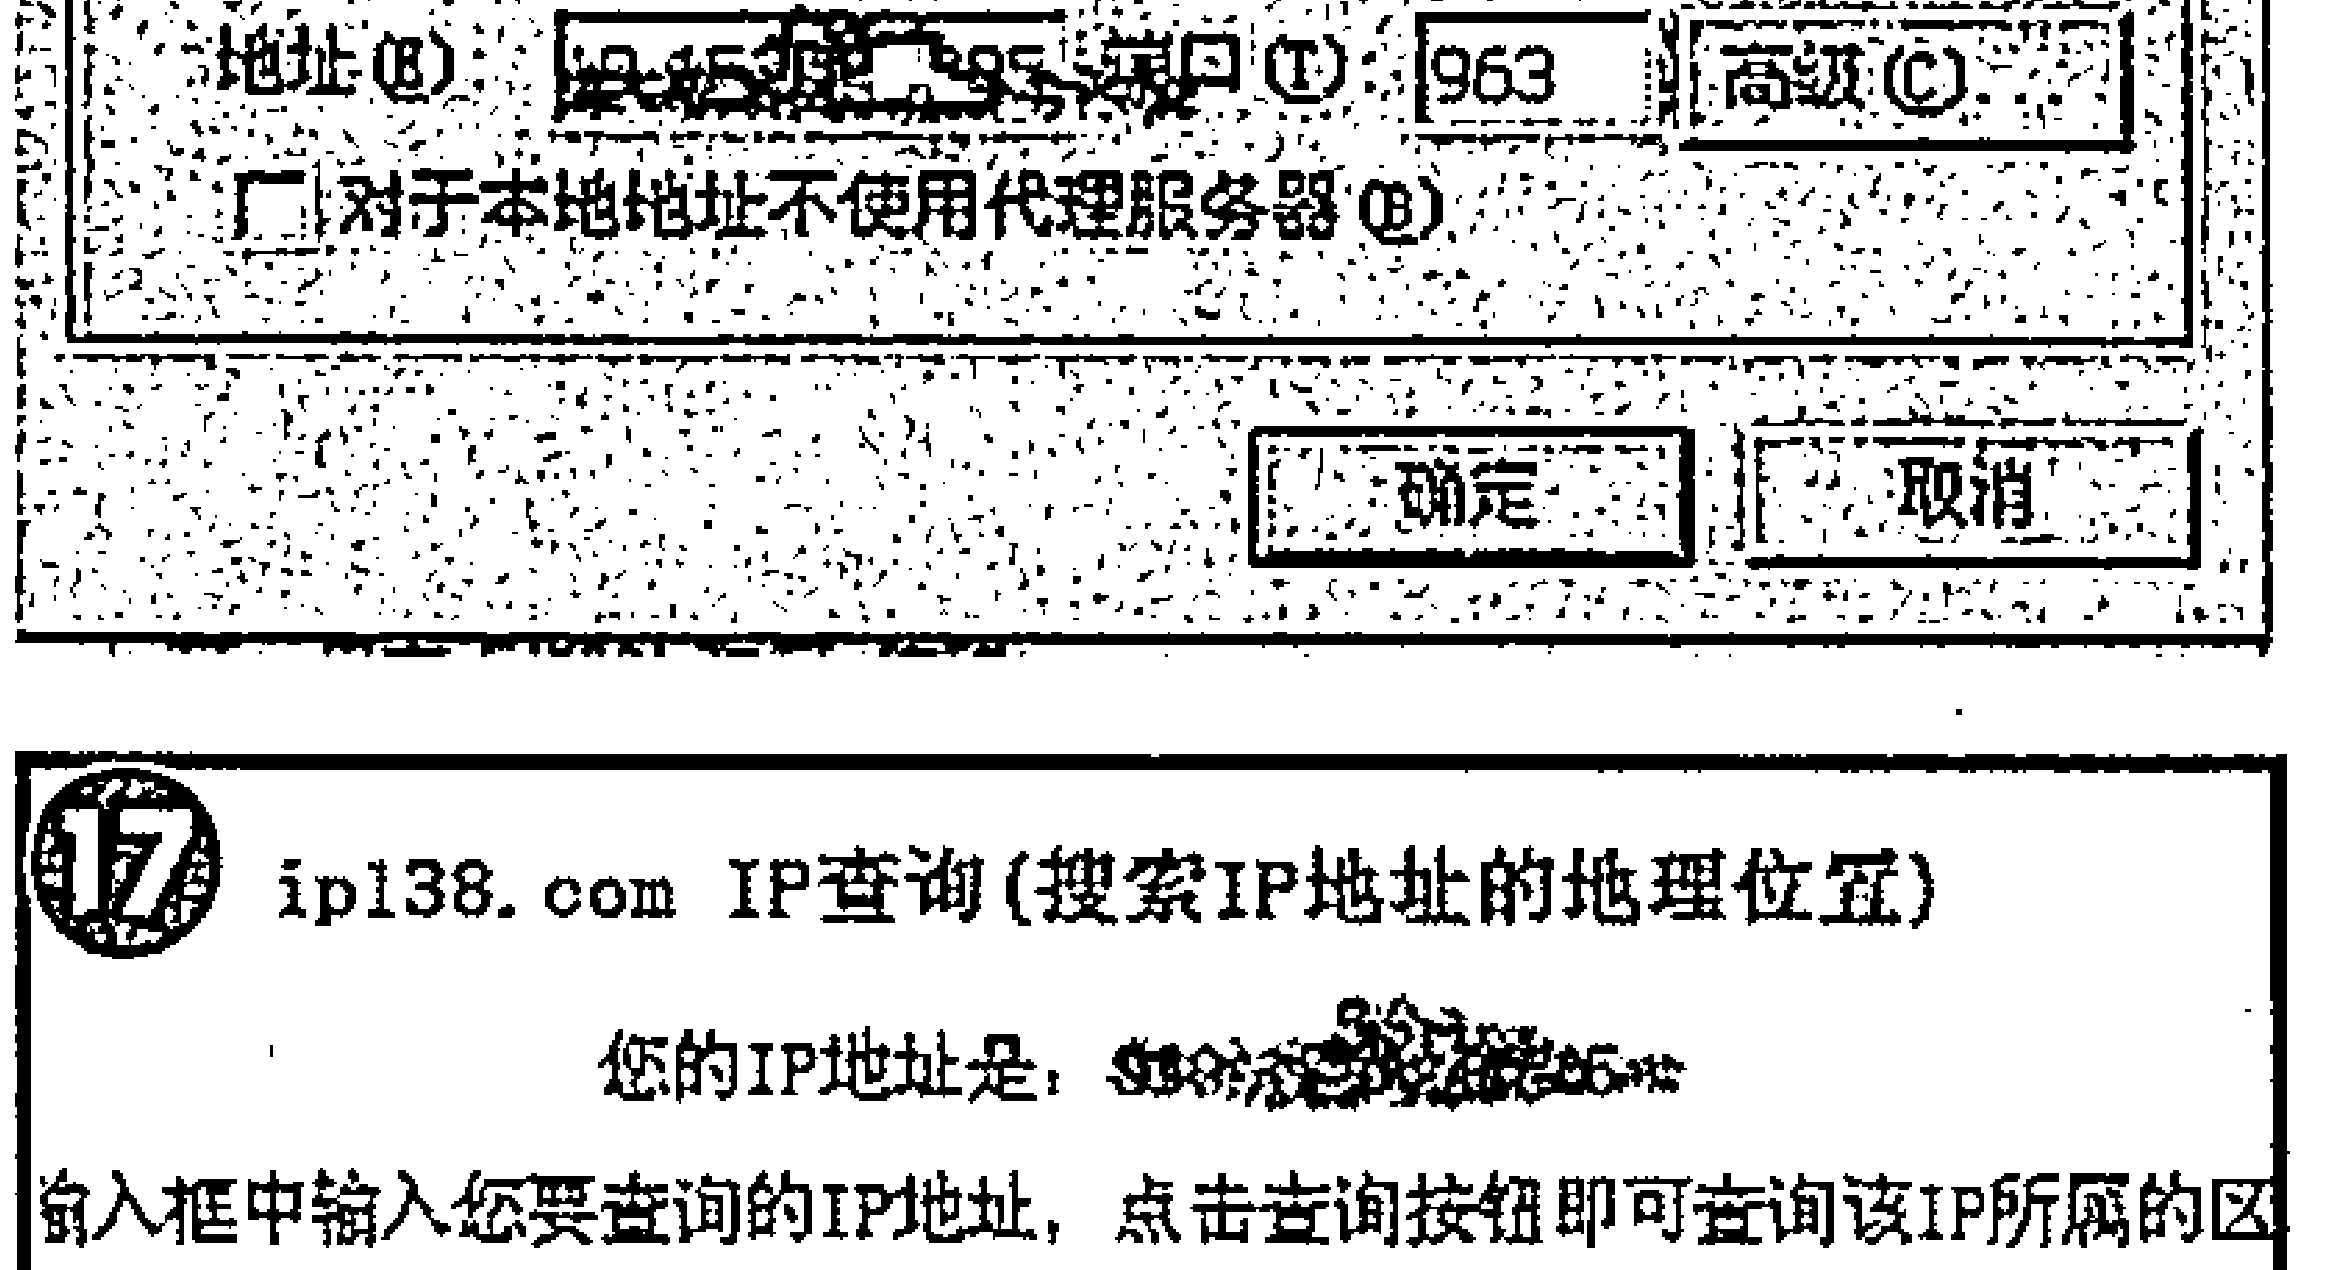 地址(E) 端口(T) 963 高级(C)
对于本地地址不使用代理服务器(B)
确定 取消
17 ip138.com IP查询(搜索IP地址的地理位置)
您的IP地址是：
输入框中输入您要查询的IP地址，点击查询按钮即可查询该IP所属的区